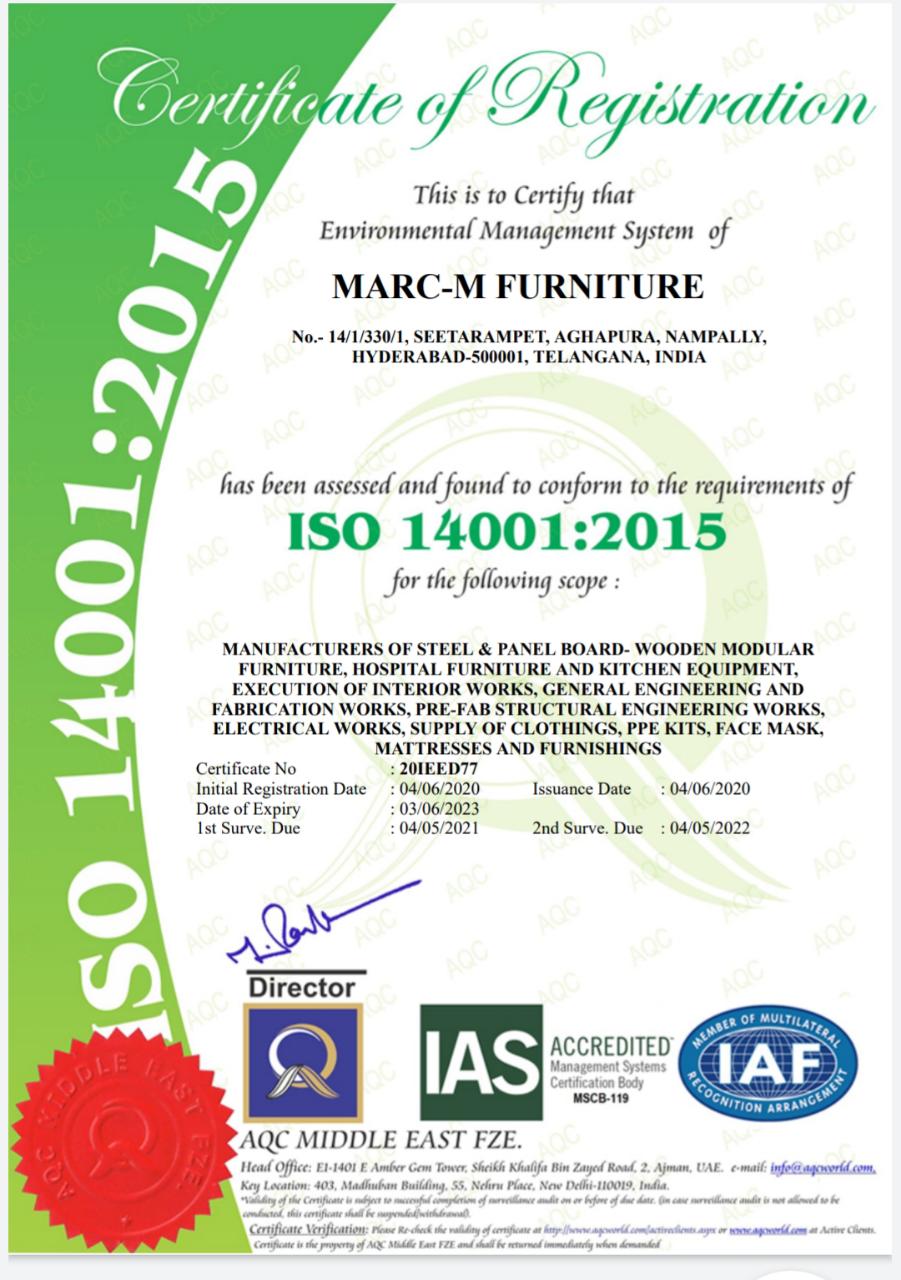 Certificate of Registration
ISO 14001:2015
This is to Certify that
Environmental Management System of
MARC-M FURNITURE
No.- 14/1/330/1, SEETARAMPET, AGHAPURA, NAMPALLY,
HYDERABAD-500001, TELANGANA, INDIA
has been assessed and found to conform to the requirements of
ISO 14001:2015
for the following scope :
MANUFACTURERS OF STEEL & PANEL BOARD- WOODEN MODULAR
FURNITURE, HOSPITAL FURNITURE AND KITCHEN EQUIPMENT,
EXECUTION OF INTERIOR WORKS, GENERAL ENGINEERING AND
FABRICATION WORKS, PRE-FAB STRUCTURAL ENGINEERING WORKS,
ELECTRICAL WORKS, SUPPLY OF CLOTHINGS, PPE KITS, FACE MASK,
MATTRESSES AND FURNISHINGS
Certificate No : 20IEED77
Initial Registration Date : 04/06/2020 Issuance Date : 04/06/2020
Date of Expiry : 03/06/2023
1st Surve. Due : 04/05/2021 2nd Surve. Due : 04/05/2022
Director
IAS ACCREDITED
Management Systems
Certification Body
MSCB-119
MEMBER OF MULTILATERAL
IAF
RECOGNITION ARRANGEMENT
AQC MIDDLE EAST FZE
AQC MIDDLE EAST FZE.
Head Office: E1-1401 E Amber Gem Tower, Sheikh Khalifa Bin Zayed Road, 2, Ajman, UAE. e-mail: info@aqcworld.com,
Key Location: 403, Madhuban Building, 55, Nehru Place, New Delhi-110019, India.
*Validity of the Certificate is subject to successful completion of surveillance audit on or before of due date. (in case surveillance audit is not allowed to be
conducted, this certificate shall be suspended/withdrawal).
Certificate Verification: Please Re-check the validity of certificate at http://www.aqcworld.com/activeclients.aspx or www.aqcworld.com at Active Clients.
Certificate is the property of AQC Middle East FZE and shall be returned immediately when demanded